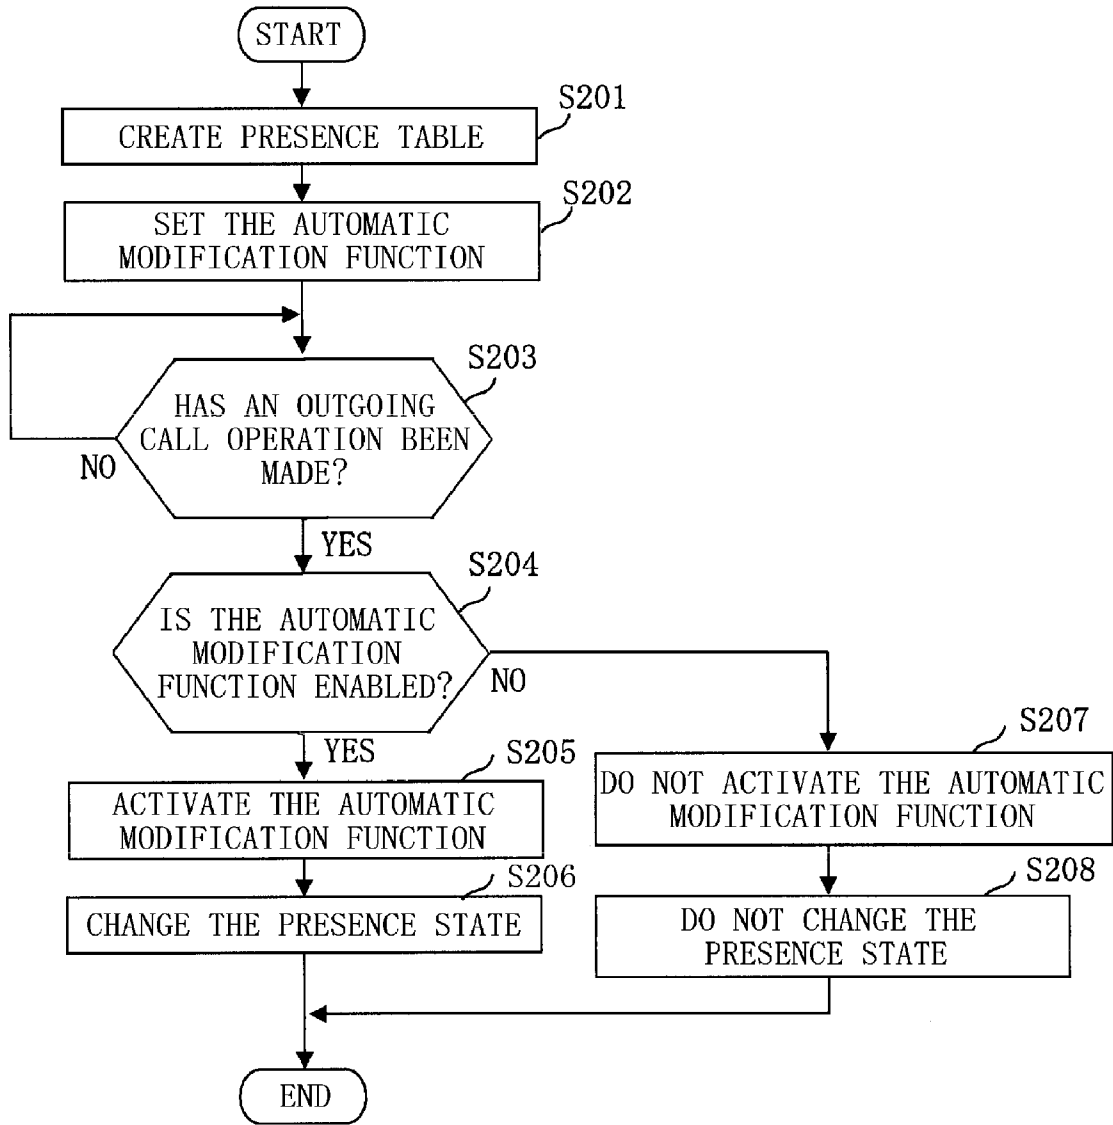 START
S201
CREATE PRESENCE TABLE
S202
SET THE AUTOMATIC
MODIFICATION FUNCTION
S203
HAS AN OUTGOING
CALL OPERATION BEEN
MADE?
NO
YES
S204
IS THE AUTOMATIC
MODIFICATION
FUNCTION ENABLED?
NO
YES
S205
ACTIVATE THE AUTOMATIC
MODIFICATION FUNCTION
S206
CHANGE THE PRESENCE STATE
S207
DO NOT ACTIVATE THE AUTOMATIC
MODIFICATION FUNCTION
S208
DO NOT CHANGE THE
PRESENCE STATE
END